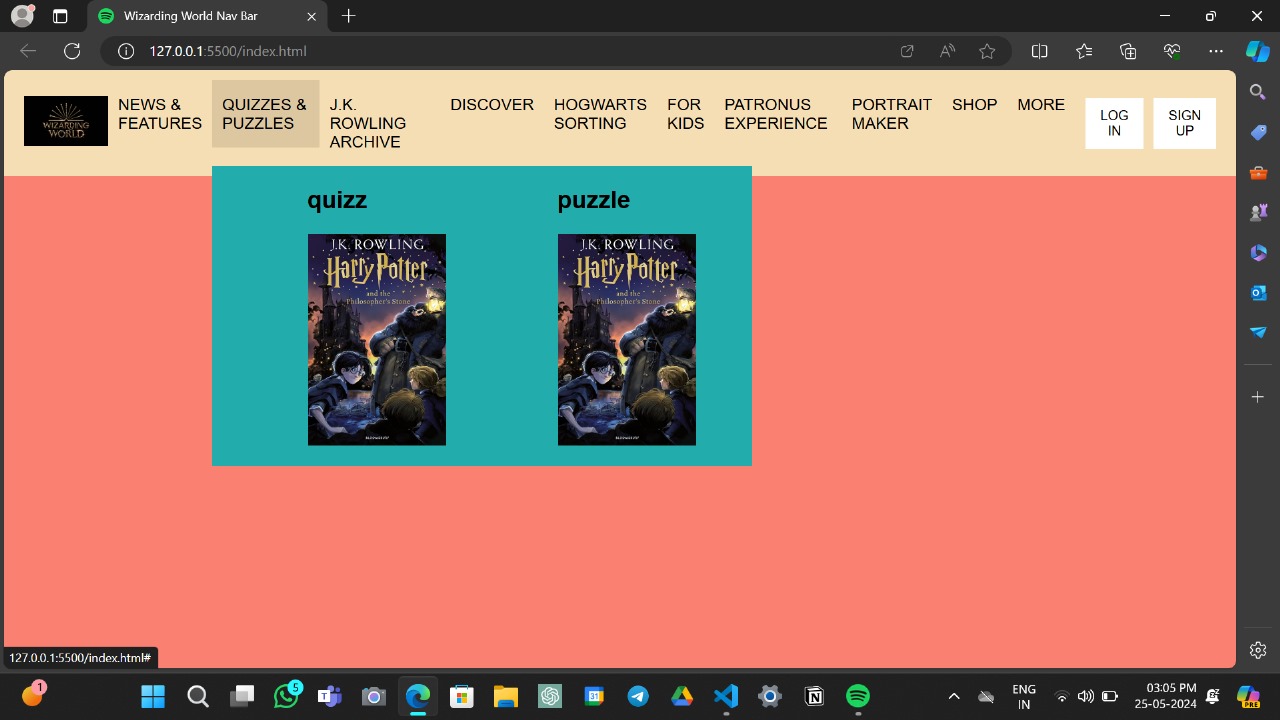 Wizarding World Nav Bar
127.0.0.1:5500/index.html
WIZARDING
WORLD
NEWS &
FEATURES
QUIZZES &
PUZZLES
J.K.
ROWLING
ARCHIVE
DISCOVER
HOGWARTS
SORTING
FOR
KIDS
PATRONUS
EXPERIENCE
PORTRAIT
MAKER
SHOP
MORE
LOG
IN
SIGN
UP
quizz
J.K. ROWLING
Harry Potter
and the
Philosopher's Stone
BLOOMSBURY
puzzle
J.K. ROWLING
Harry Potter
and the
Philosopher's Stone
BLOOMSBURY
127.0.0.1:5500/index.html#
1
5
31
ENG
IN
03:05 PM
25-05-2024
PRE